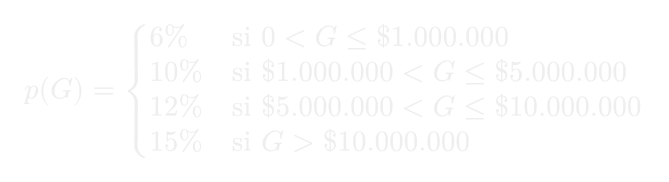 6% si 0 < G ≤ $1.000.000
10% si $1.000.000 < G ≤ $5.000.000
p(G) = {
12% si $5.000.000 < G ≤ $10.000.000
15% si G > $10.000.000